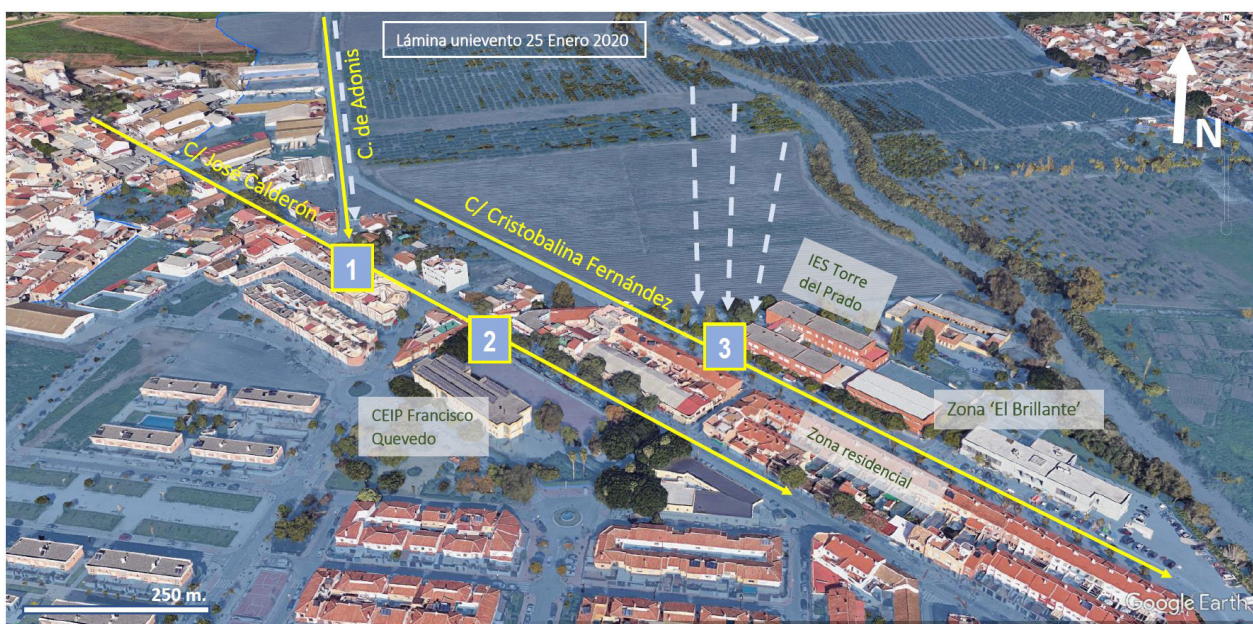 Lámina unievento 25 Enero 2020
N
C. de Adonis
C/ José Calderón
C/ Cristobalina Fernández
IES Torre
del Prado
1
2
3
CEIP Francisco
Quevedo
Zona 'El Brillante'
Zona residencial
250 m.
Google Earth